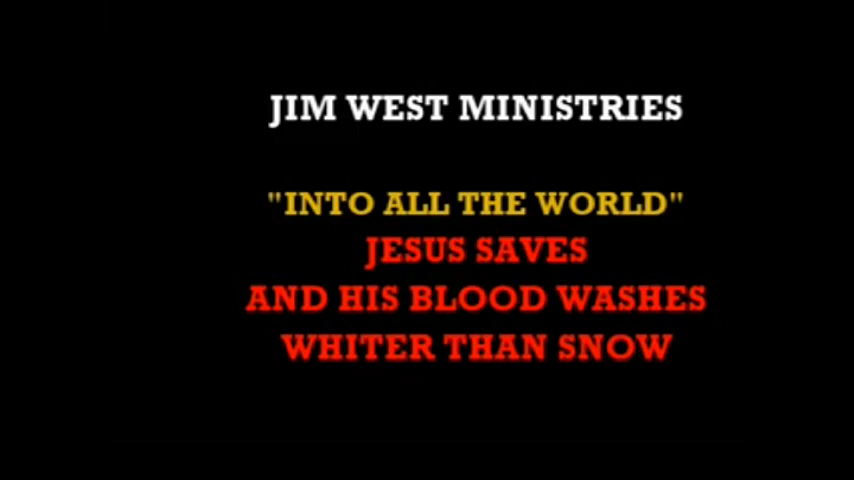 JIM WEST MINISTRIES
"INTO ALL THE WORLD"
JESUS SAVES
AND HIS BLOOD WASHES
WHITER THAN SNOW